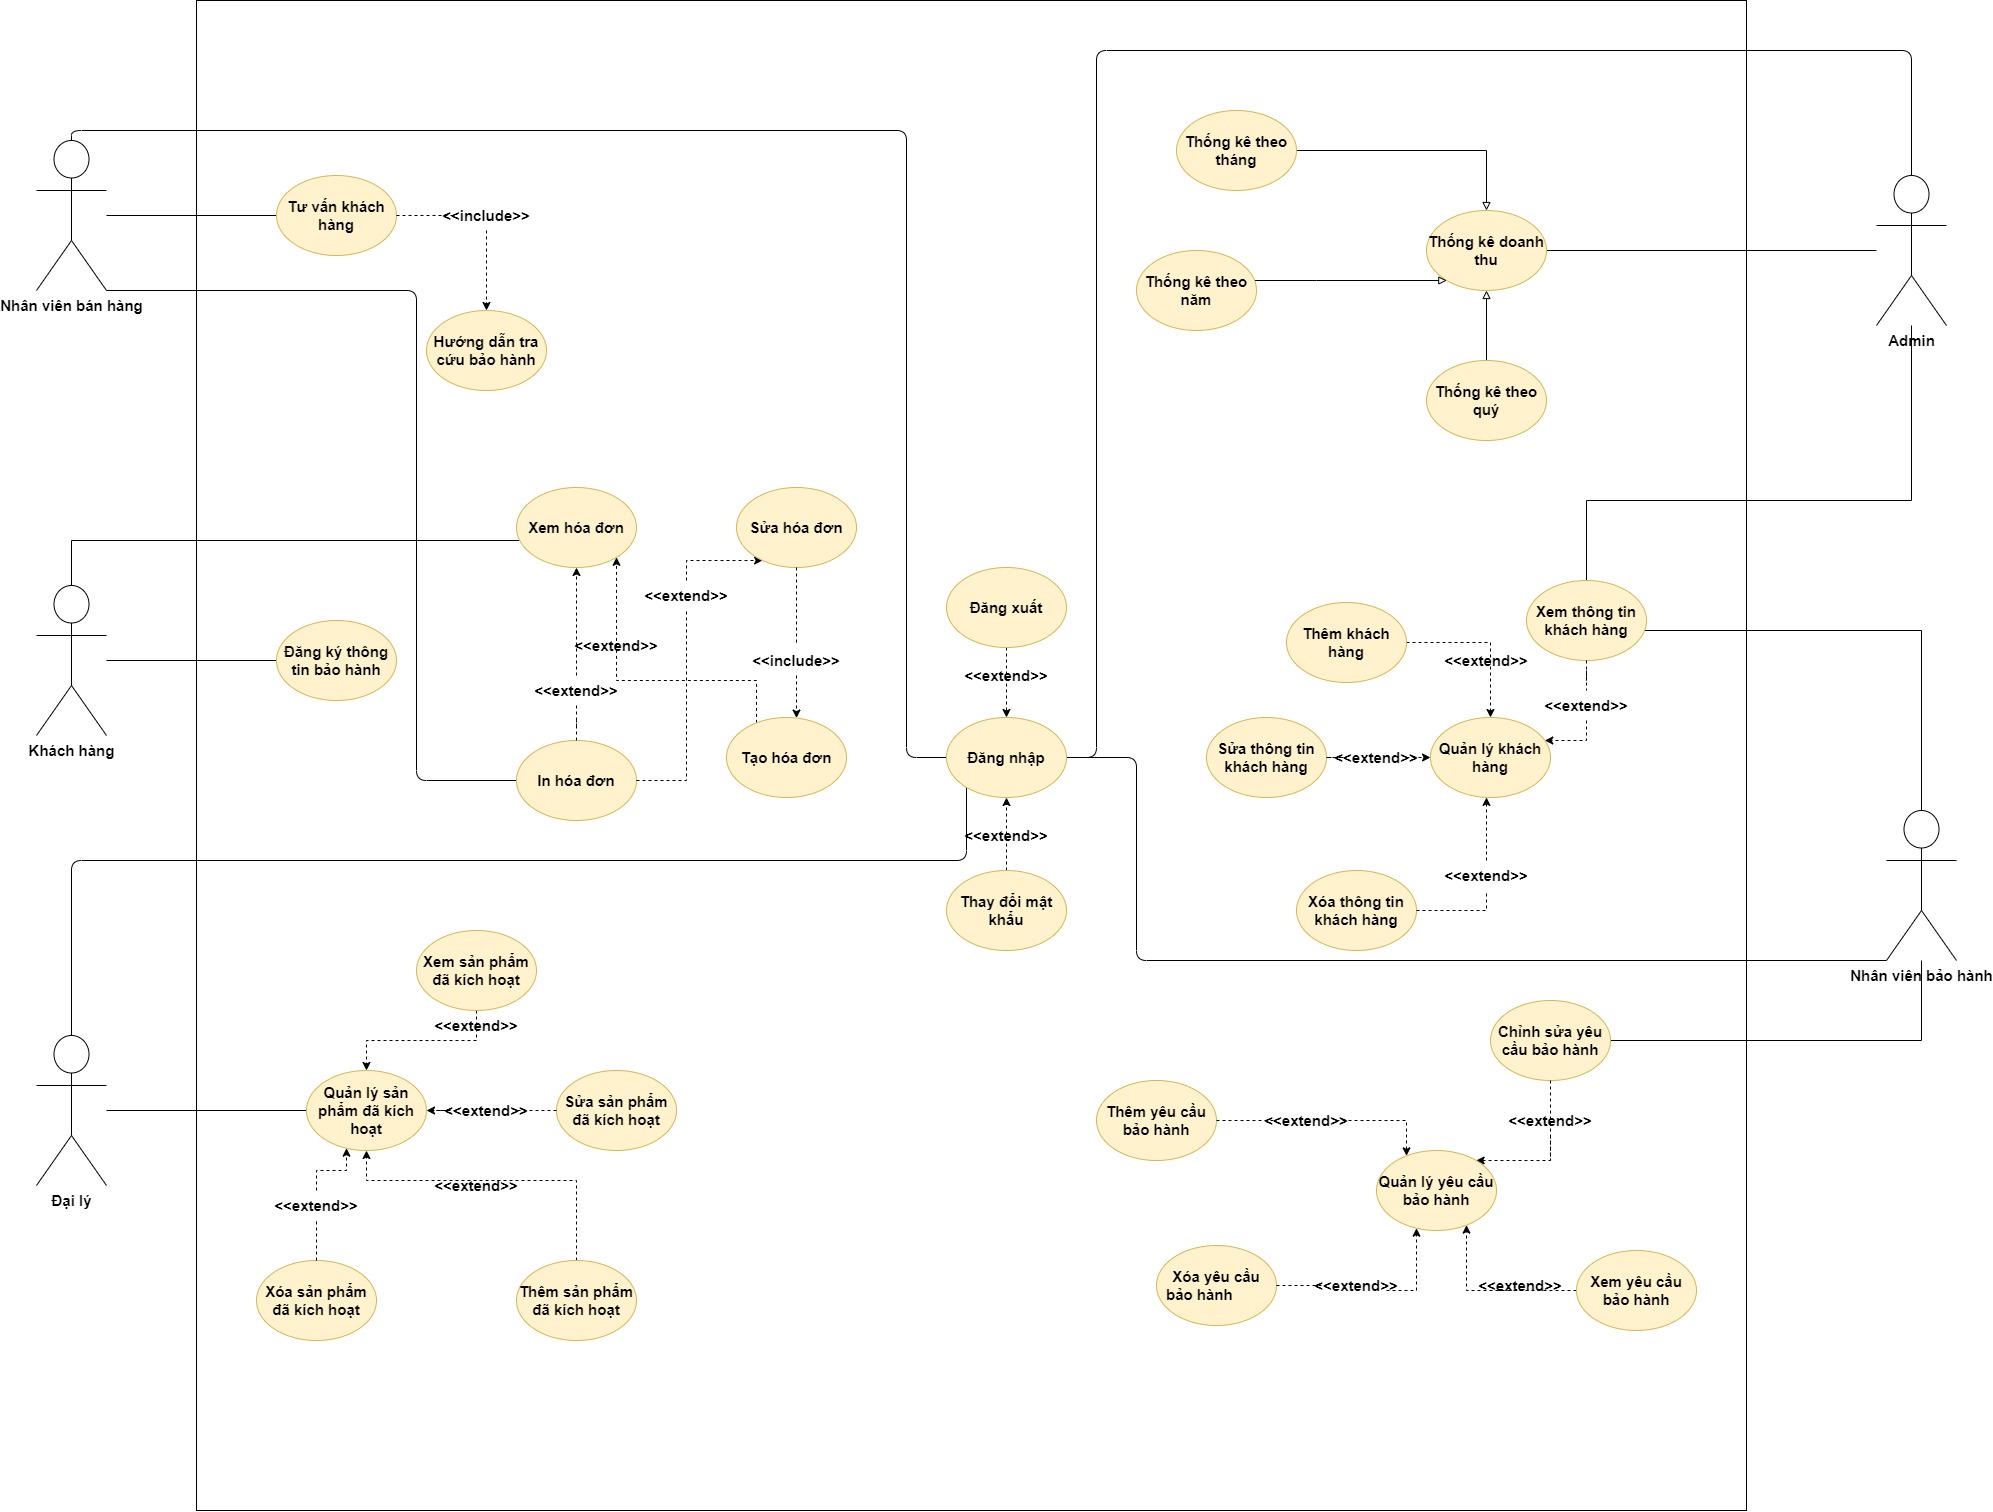 Thống kê theo
tháng
Tư vấn khách
hàng
<<include>>
Thống kê doanh
thu
Thống kê theo
năm
Nhân viên bán hàng
Hướng dẫn tra
cứu bảo hành
Admin
Thống kê theo
quý
Xem hóa đơn
Sửa hóa đơn
<<extend>>
Đăng xuất
Xem thông tin
khách hàng
Thêm khách
hàng
Đăng ký thông
tin bảo hành
<<extend>>
<<include>>
<<extend>>
<<extend>>
<<extend>>
<<extend>>
Khách hàng
In hóa đơn
Tạo hóa đơn
Đăng nhập
Sửa thông tin
khách hàng
<<extend>>
Quản lý khách
hàng
<<extend>>
<<extend>>
Thay đổi mật
khẩu
Xóa thông tin
khách hàng
Xem sản phẩm
đã kích hoạt
Nhân viên bảo hành
<<extend>>
Chỉnh sửa yêu
cầu bảo hành
Quản lý sản
phẩm đã kích
hoạt
<<extend>>
Sửa sản phẩm
đã kích hoạt
Thêm yêu cầu
bảo hành
<<extend>>
<<extend>>
Đại lý
<<extend>>
<<extend>>
Quản lý yêu cầu
bảo hành
Xóa sản phẩm
đã kích hoạt
Thêm sản phẩm
đã kích hoạt
Xóa yêu cầu
bảo hành
<<extend>>
<<extend>>
Xem yêu cầu
bảo hành